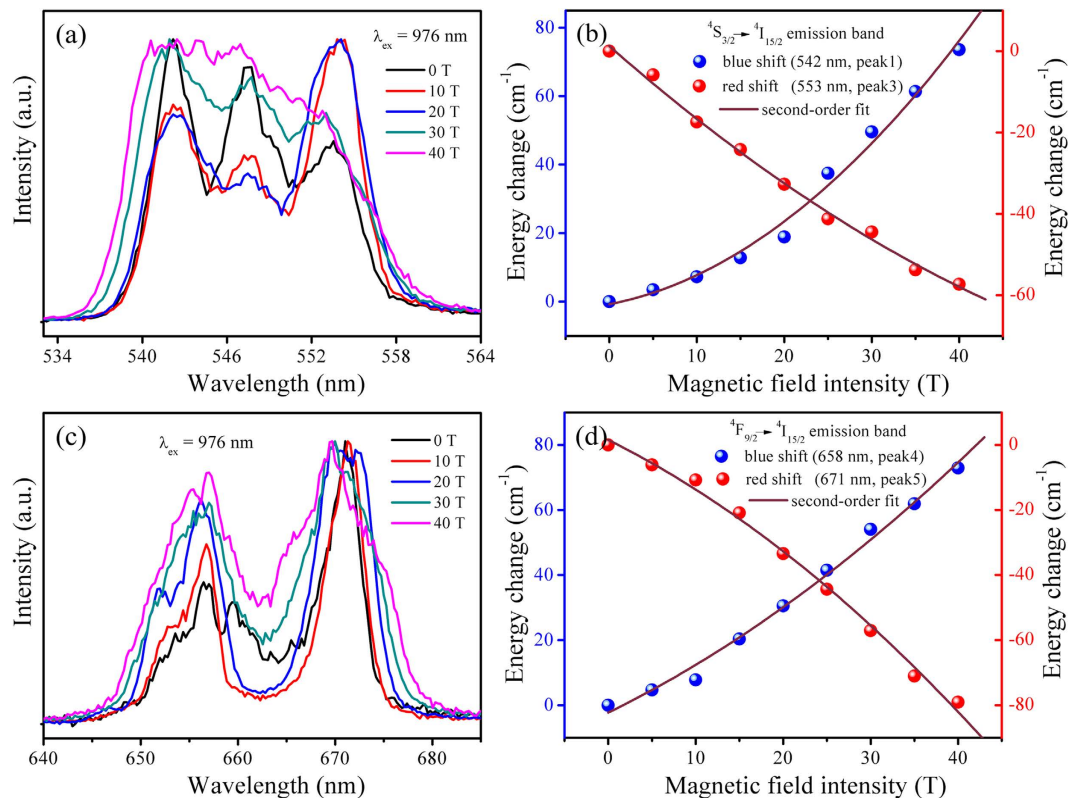 (a)
λex = 976 nm
0 T
10 T
20 T
30 T
40 T
Intensity (a.u.)
534 540 546 552 558 564
Wavelength (nm)
(b)
⁴S₃/₂→ ⁴I₁₅/₂ emission band
blue shift (542 nm, peak1)
red shift (553 nm, peak3)
second-order fit
80
60
40
20
0
Energy change (cm⁻¹)
0
-20
-40
-60
Energy change (cm⁻¹)
0 10 20 30 40
Magnetic field intensity (T)
(c)
λex = 976 nm
0 T
10 T
20 T
30 T
40 T
Intensity (a.u.)
640 650 660 670 680
Wavelength (nm)
(d)
⁴F₉/₂→ ⁴I₁₅/₂ emission band
blue shift (658 nm, peak4)
red shift (671 nm, peak5)
second-order fit
80
60
40
20
0
Energy change (cm⁻¹)
0
-20
-40
-60
-80
Energy change (cm⁻¹)
0 10 20 30 40
Magnetic field intensity (T)